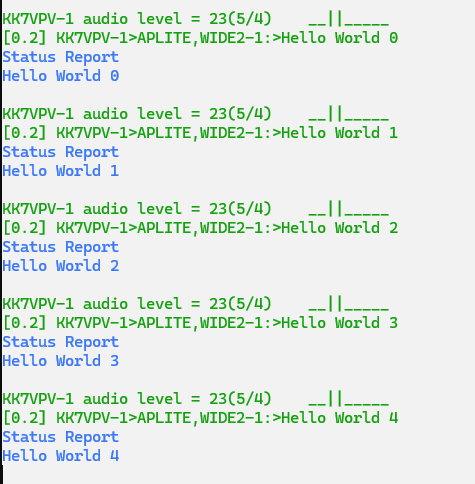 KK7VPV-1 audio level = 23(5/4)    __||_____
[0.2] KK7VPV-1>APLITE,WIDE2-1:>Hello World 0
Status Report
Hello World 0

KK7VPV-1 audio level = 23(5/4)    __||_____
[0.2] KK7VPV-1>APLITE,WIDE2-1:>Hello World 1
Status Report
Hello World 1

KK7VPV-1 audio level = 23(5/4)    __||_____
[0.2] KK7VPV-1>APLITE,WIDE2-1:>Hello World 2
Status Report
Hello World 2

KK7VPV-1 audio level = 23(5/4)    __||_____
[0.2] KK7VPV-1>APLITE,WIDE2-1:>Hello World 3
Status Report
Hello World 3

KK7VPV-1 audio level = 23(5/4)    __||_____
[0.2] KK7VPV-1>APLITE,WIDE2-1:>Hello World 4
Status Report
Hello World 4